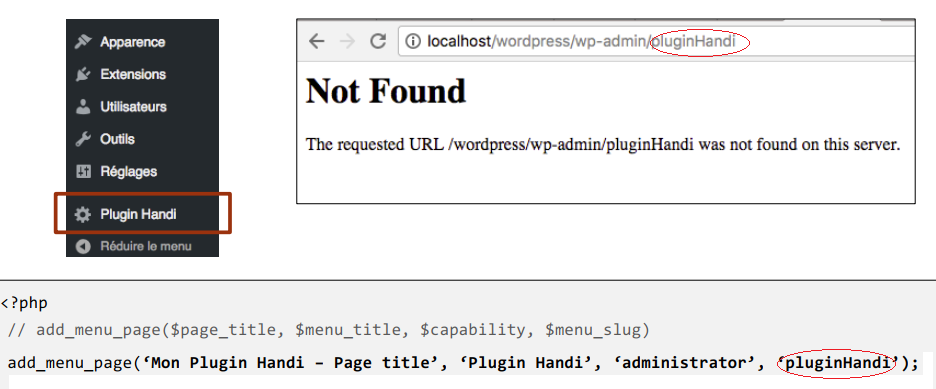 Apparence
Extensions
Utilisateurs
Outils
Réglages
Plugin Handi
Réduire le menu
localhost/wordpress/wp-admin/pluginHandi
Not Found
The requested URL /wordpress/wp-admin/pluginHandi was not found on this server.
<?php
// add_menu_page($page_title, $menu_title, $capability, $menu_slug)
add_menu_page(‘Mon Plugin Handi – Page title’, ‘Plugin Handi’, ‘administrator’, ‘pluginHandi’);